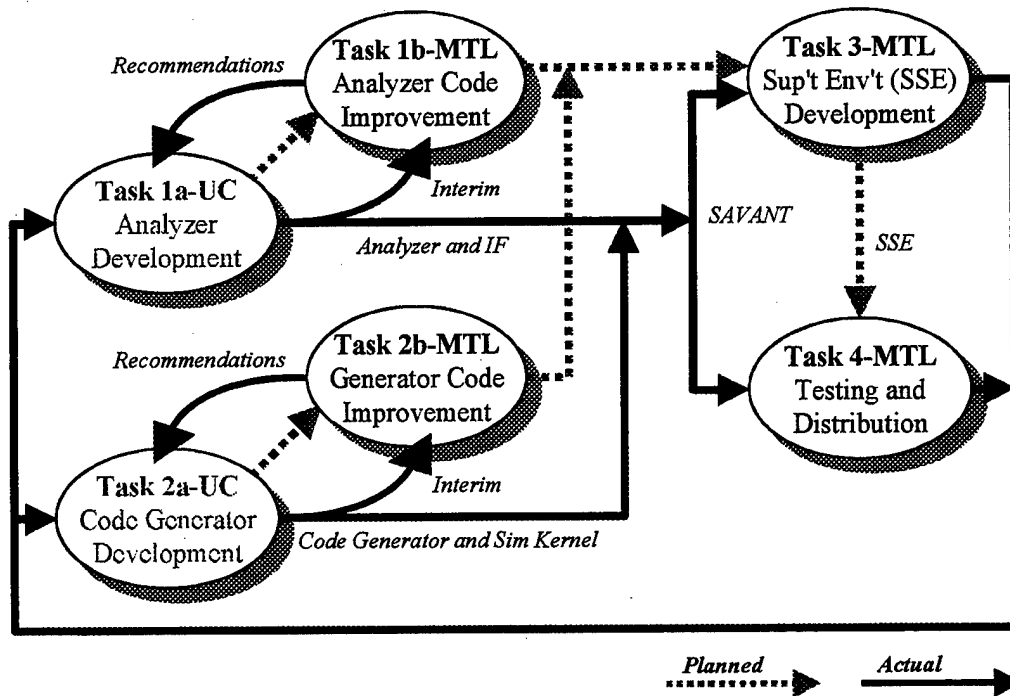 Recommendations
Task 1b-MTL
Analyzer Code
Improvement
Task 3-MTL
Sup't Env't (SSE)
Development
Task 1a-UC
Analyzer
Development
Interim
Analyzer and IF
SAVANT
SSE
Recommendations
Task 2b-MTL
Generator Code
Improvement
Task 4-MTL
Testing and
Distribution
Task 2a-UC
Code Generator
Development
Interim
Code Generator and Sim Kernel
Planned
Actual